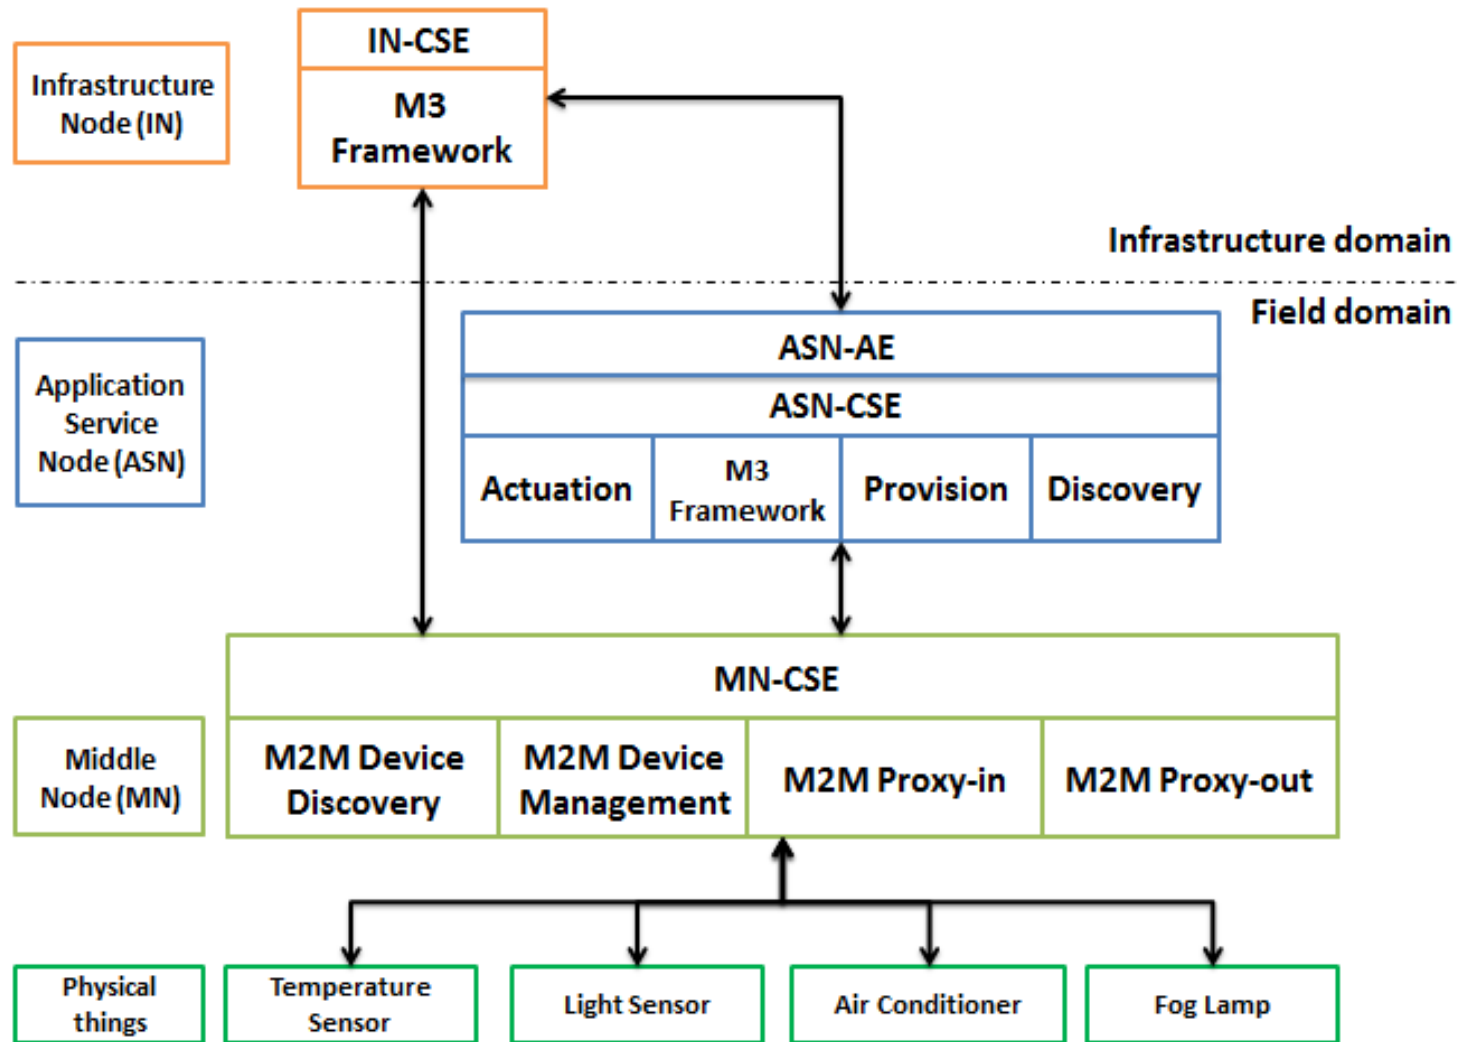 IN-CSE
Infrastructure
Node (IN)
M3
Framework
Infrastructure domain
Field domain
Application
Service
Node (ASN)
ASN-AE
ASN-CSE
Actuation
M3
Framework
Provision
Discovery
MN-CSE
Middle
Node (MN)
M2M Device
Discovery
M2M Device
Management
M2M Proxy-in
M2M Proxy-out
Physical
things
Temperature
Sensor
Light Sensor
Air Conditioner
Fog Lamp